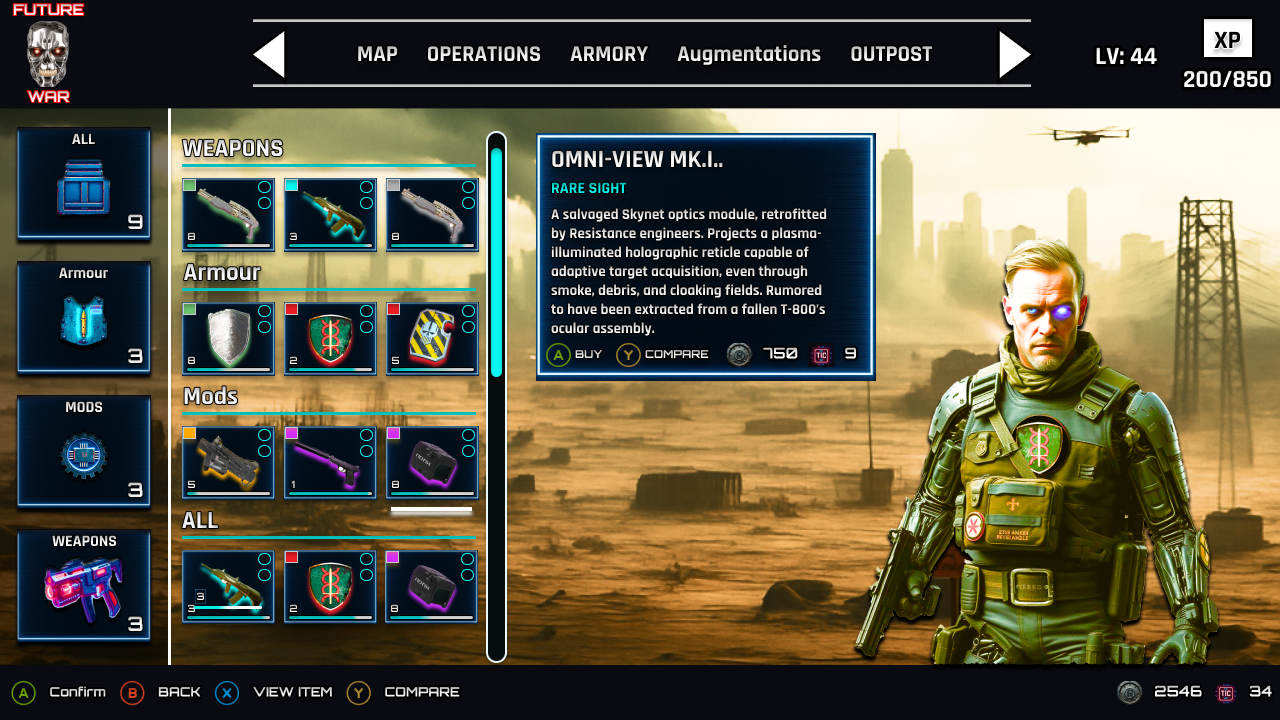 FUTURE
WAR
MAP OPERATIONS ARMORY Augmentations OUTPOST
LV: 44
XP
200/850
ALL
9
Armour
3
MODS
3
WEAPONS
3
WEAPONS
8 3 8
Armour
8 2 5
Mods
5 1 8
ALL
3
3 2 8
OMNI-VIEW MK.I..
RARE SIGHT
A salvaged Skynet optics module, retrofitted
by Resistance engineers. Projects a plasma-
illuminated holographic reticle capable of
adaptive target acquisition, even through
smoke, debris, and cloaking fields. Rumored
to have been extracted from a fallen T-800's
ocular assembly.
A BUY Y COMPARE B 750 TIC 9
A Confirm B BACK X VIEW ITEM Y COMPARE
B 2546 TIC 34